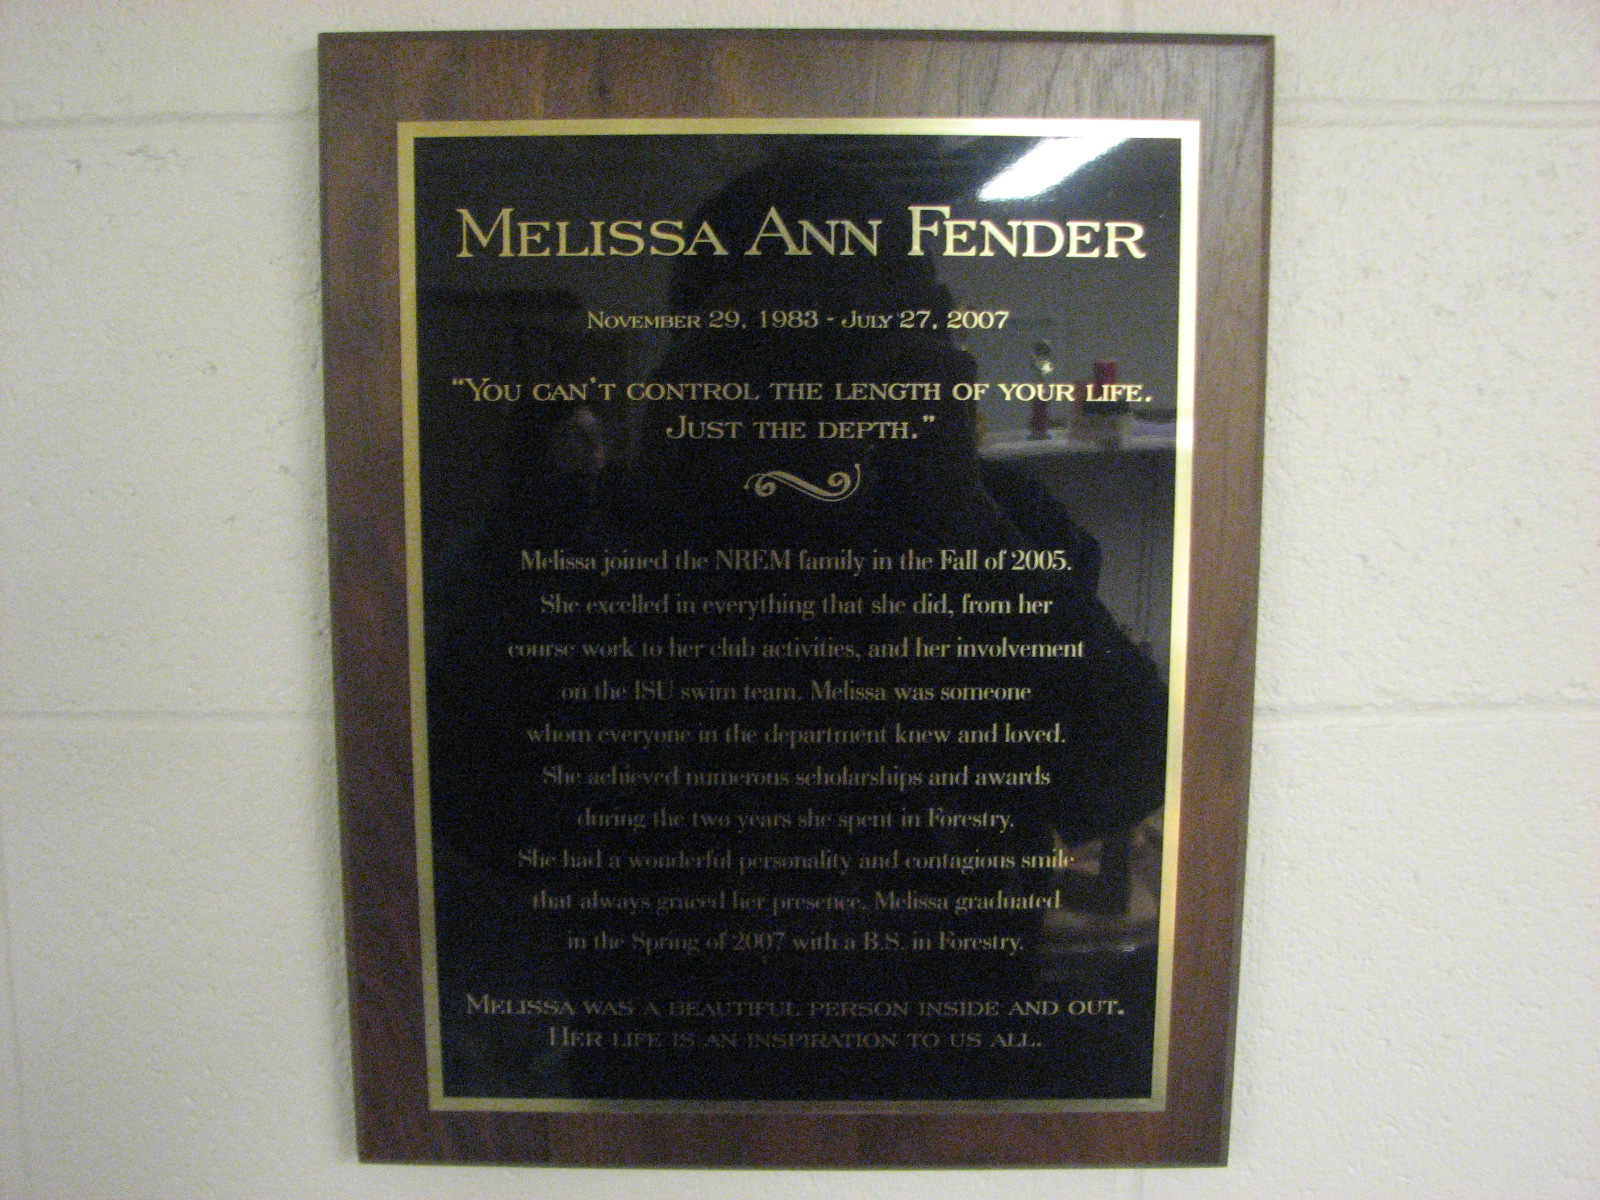 MELISSA ANN FENDER
NOVEMBER 29, 1983 - JULY 27, 2007
"YOU CAN'T CONTROL THE LENGTH OF YOUR LIFE.
JUST THE DEPTH."
Melissa joined the NREM family in the Fall of 2005.
She excelled in everything that she did, from her
course work to her club activities, and her involvement
on the ISU swim team. Melissa was someone
whom everyone in the department knew and loved.
She achieved numerous scholarships and awards
during the two years she spent in Forestry.
She had a wonderful personality and contagious smile
that always graced her presence. Melissa graduated
in the Spring of 2007 with a B.S. in Forestry.
MELISSA WAS A BEAUTIFUL PERSON INSIDE AND OUT.
HER LIFE IS AN INSPIRATION TO US ALL.